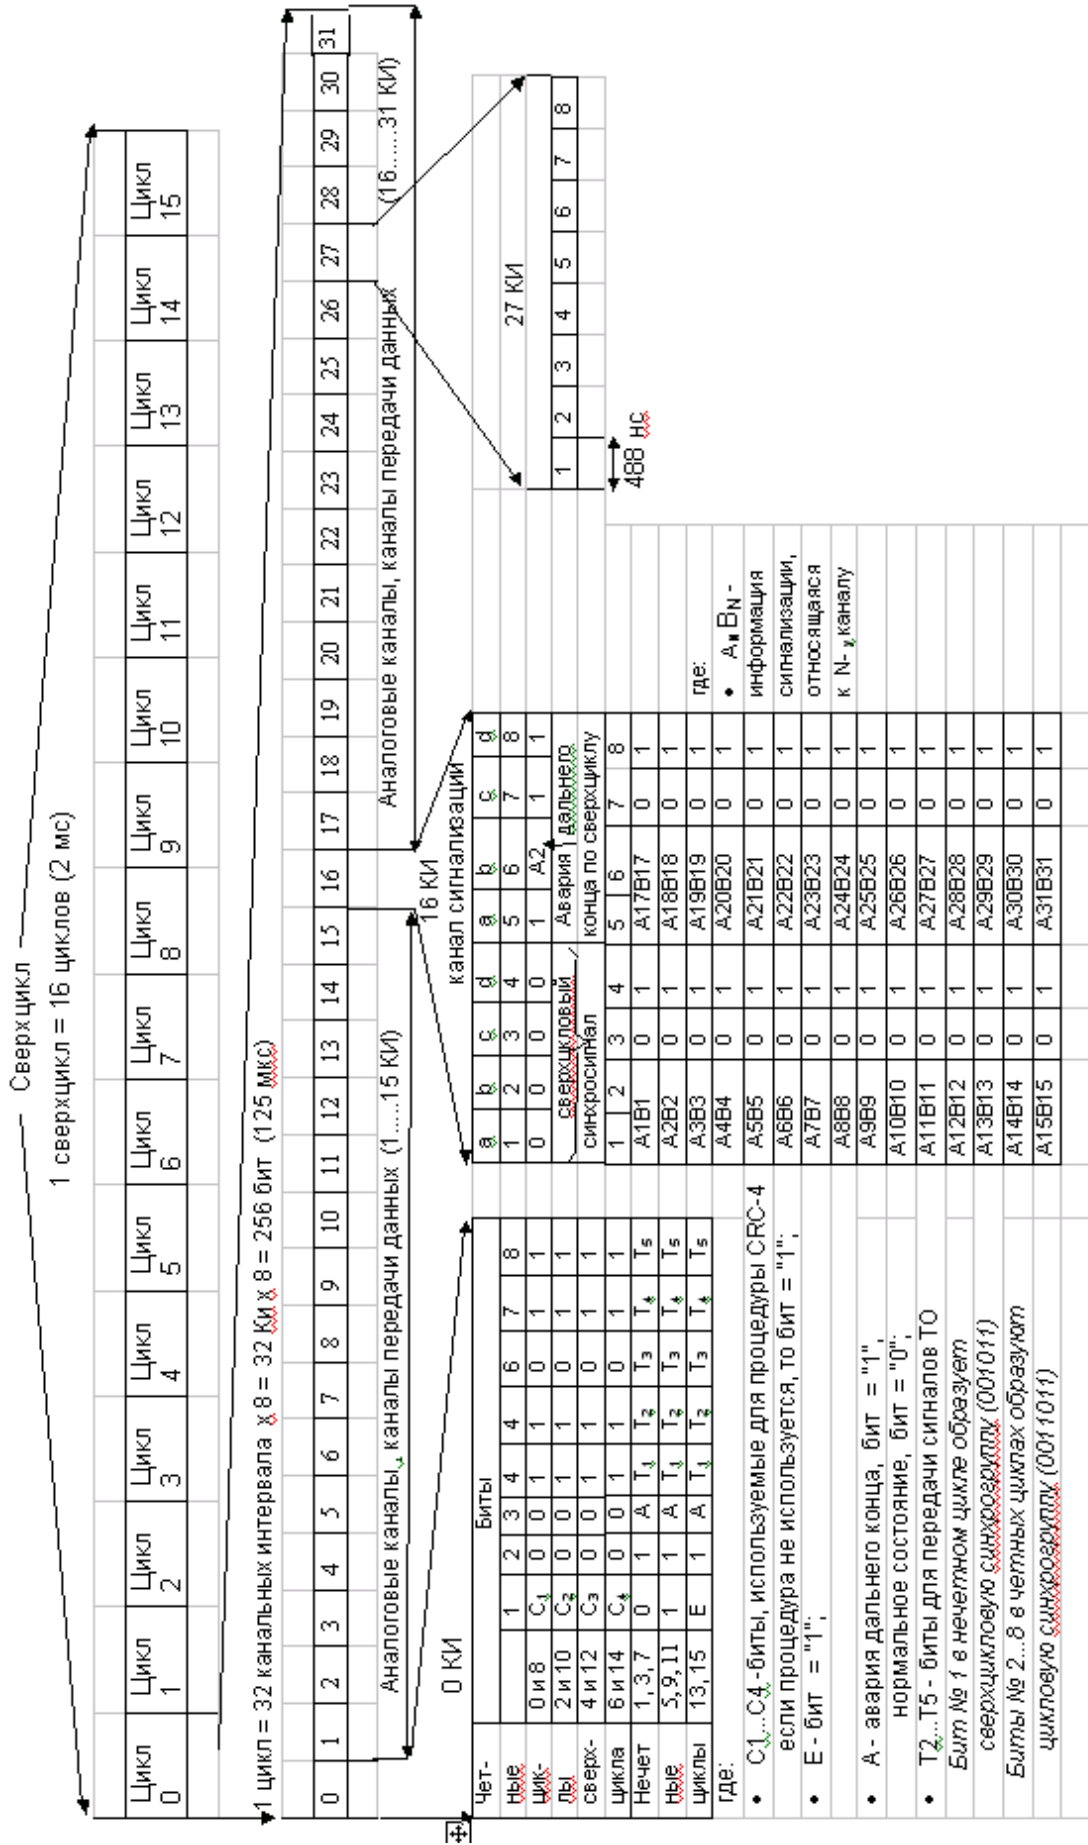 Сверхцикл
1 сверхцикл = 16 циклов (2 мс)
Цикл 0 Цикл 1 Цикл 2 Цикл 3 Цикл 4 Цикл 5 Цикл 6 Цикл 7 Цикл 8 Цикл 9 Цикл 10 Цикл 11 Цикл 12 Цикл 13 Цикл 14 Цикл 15
1 цикл = 32 канальных интервала х 8 = 32 Ки х 8 = 256 бит (125 мкс)
0 1 2 3 4 5 6 7 8 9 10 11 12 13 14 15 16 17 18 19 20 21 22 23 24 25 26 27 28 29 30 31
Аналоговые каналы, каналы передачи данных (1....15 КИ)
Аналоговые каналы, каналы передачи данных
(16......31 КИ)
0 КИ
Биты
Чет-
ные 1 2 3 4 4 6 7 8
цик- 0 и 8 C1 0 0 1 1 0 1 1
лы 2 и 10 C2 0 0 1 1 0 1 1
сверх- 4 и 12 C3 0 0 1 1 0 1 1
цикла 6 и 14 C4 0 0 1 1 0 1 1
Нечет 1, 3, 7 0 1 A T1 T2 T3 T4 T5
ные 5, 9, 11 1 1 A T1 T2 T3 T4 T5
циклы 13, 15 E 1 A T1 T2 T3 T4 T5
где:
• C1...C4 -биты, используемые для процедуры CRC-4
если процедура не используется, то бит = "1";
• E - бит = "1";
• А - авария дальнего конца, бит = "1"
нормальное состояние, бит = "0";
• Т2...Т5 - биты для передачи сигналов ТО
Бит № 1 в нечетном цикле образует
сверхцикловую синхрогруппу (001011)
Биты № 2...8 в четных циклах образуют
цикловую синхрогруппу (0011011)
16 КИ
канал сигнализации
a b c d a b c d
1 2 3 4 5 6 7 8
0 0 0 0 1 A2 1 1
сверхцикловый
синхросигнал
Авария дальнего
конца по сверхциклу
1 2 3 4 5 6 7 8
A1B1 0 1 A17B17 0 1
A2B2 0 1 A18B18 0 1
A3B3 0 1 A19B19 0 1
A4B4 0 1 A20B20 0 1
A5B5 0 1 A21B21 0 1
A6B6 0 1 A22B22 0 1
A7B7 0 1 A23B23 0 1
A8B8 0 1 A24B24 0 1
A9B9 0 1 A25B25 0 1
A10B10 0 1 A26B26 0 1
A11B11 0 1 A27B27 0 1
A12B12 0 1 A28B28 0 1
A13B13 0 1 A29B29 0 1
A14B14 0 1 A30B30 0 1
A15B15 0 1 A31B31 0 1
где:
• AN BN -
информация
сигнализации,
относящаяся
к N- у каналу
27 КИ
1 2 3 4 5 6 7 8
488 нс